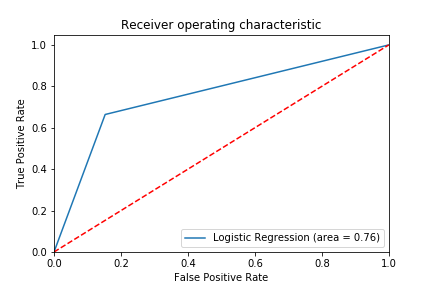 Receiver operating characteristic
1.0
0.8
0.6
0.4
0.2
0.0
True Positive Rate
Logistic Regression (area = 0.76)
0.0 0.2 0.4 0.6 0.8 1.0
False Positive Rate